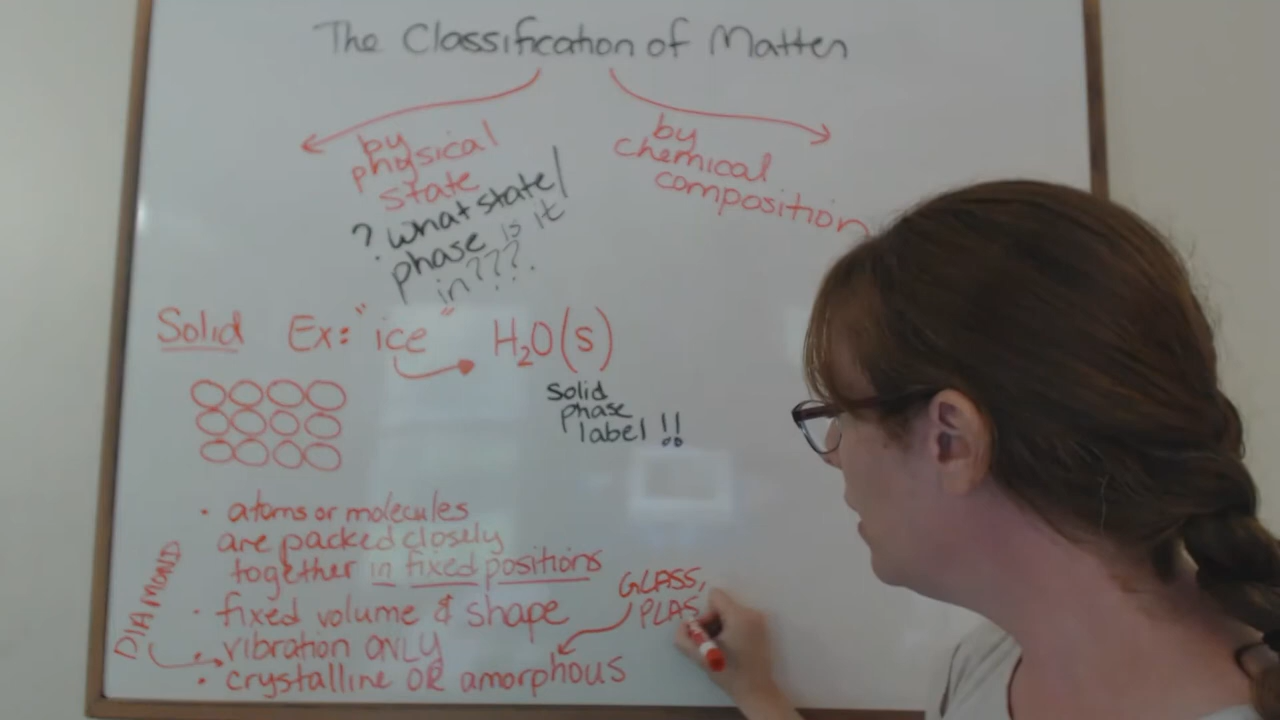 The Classification of Matter
by
physical
state
by
chemical
composition
? what state/
phase is it
in???.
Solid Ex: "ice" H₂O(s)
solid
phase
label !!
• atoms or molecules
are packed closely
together in fixed positions
• fixed volume & shape
• vibration ONLY
• crystalline OR amorphous
DIAMOND
GLASS,
PLAS